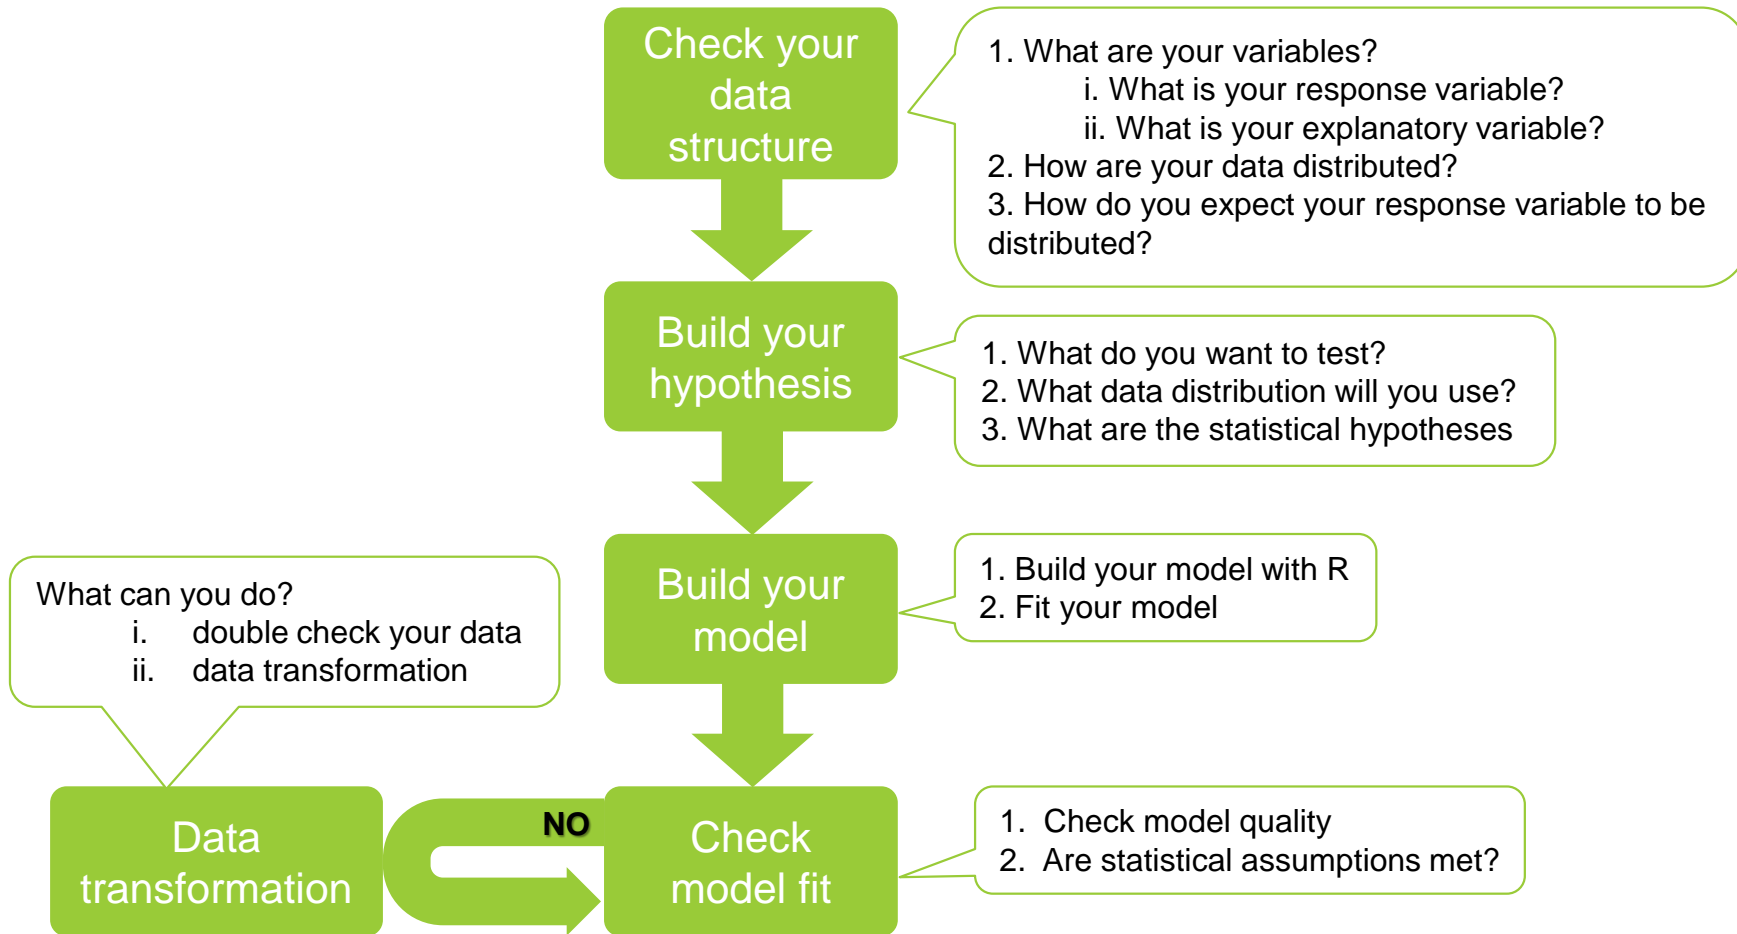 Check your
data
structure
1. What are your variables?
i. What is your response variable?
ii. What is your explanatory variable?
2. How are your data distributed?
3. How do you expect your response variable to be
distributed?
Build your
hypothesis
1. What do you want to test?
2. What data distribution will you use?
3. What are the statistical hypotheses
Build your
model
1. Build your model with R
2. Fit your model
What can you do?
i. double check your data
ii. data transformation
Data
transformation
NO
Check
model fit
1. Check model quality
2. Are statistical assumptions met?